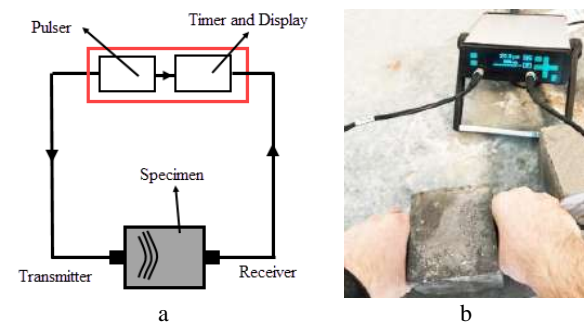 Pulser
Timer and Display
Specimen
Transmitter
Receiver
a
b